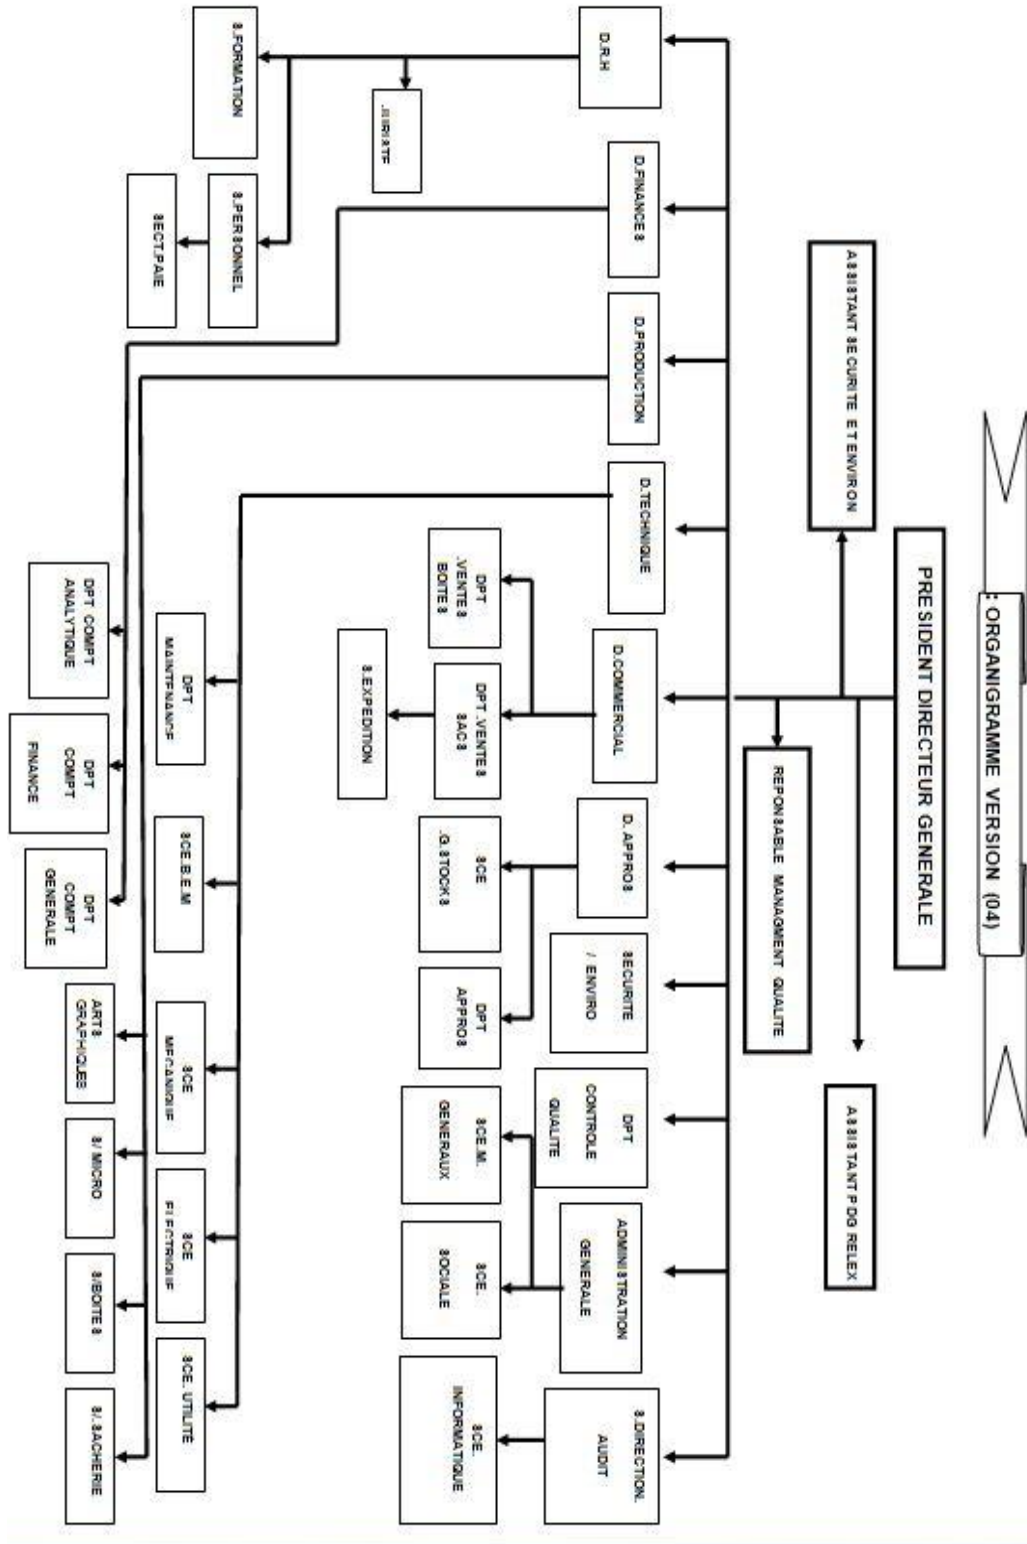 : ORGANIGRAMME VERSION (04)
PRESIDENT DIRECTEUR GENERALE
ASSISTANT SECURITE ET ENVIRON
ASSISTANT PDG RELEX
REPONSABLE MANAGMENT QUALITE
D.R.H
D.FINANCES
D.PRODUCTION
D.TECHNIQUE
D.COMMERCIAL
D. APPROS
SECURITE
/ ENVIRO
DPT
CONTROLE
QUALITE
ADMINISTRATION
GENERALE
S.DIRECTION.
AUDIT
.JURISTE
DPT
.VENTES
BOITES
DPT .VENTES
SACS
SCE
.G.STOCKS
DPT
APPROS
SCE.M.
GENERAUX
SCE.
SOCIALE
SCE.
INFORMATIQUE
S.EXPEDITION
S.FORMATION
S.PERSONNEL
SECT.PAIE
DPT
MAINTENANCE
SCE.B.E.M
SCE
MECANIQUE
SCE
ELECTRIQUE
SCE. UTILITÉ
DPT COMPT
ANALYTIQUE
DPT
COMPT
FINANCE
DPT
COMPT
GENERALE
ARTS
GRAPHIQUES
S/ MICRO
S/BOITES
S/.SACHERIE